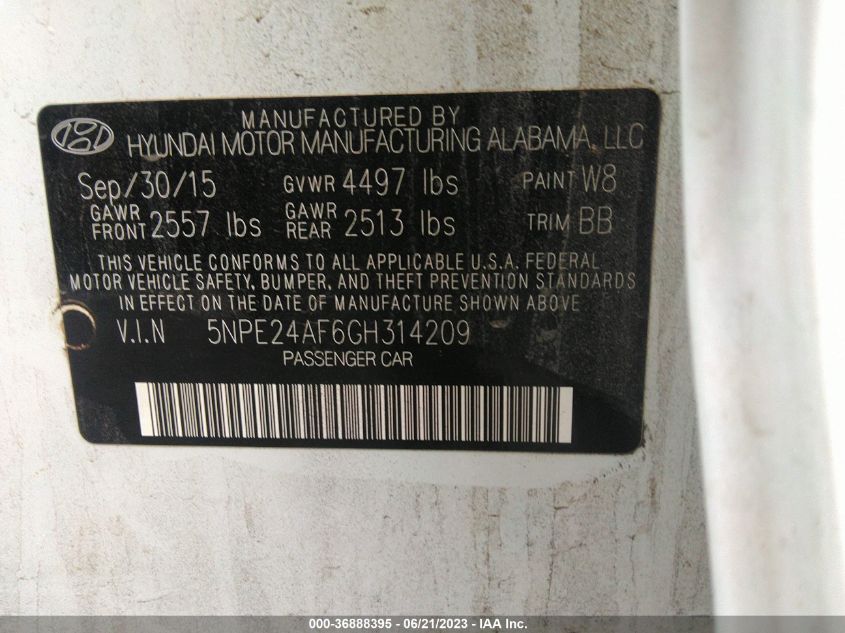 MANUFACTURED BY
HYUNDAI MOTOR MANUFACTURING ALABAMA, LLC
Sep/30/15 GVWR 4497 lbs PAINT W8
GAWR FRONT 2557 lbs GAWR REAR 2513 lbs TRIM BB
THIS VEHICLE CONFORMS TO ALL APPLICABLE U.S.A. FEDERAL
MOTOR VEHICLE SAFETY, BUMPER, AND THEFT PREVENTION STANDARDS
IN EFFECT ON THE DATE OF MANUFACTURE SHOWN ABOVE
V.I.N 5NPE24AF6GH314209
PASSENGER CAR
000-36888395 - 06/21/2023 - IAA Inc.